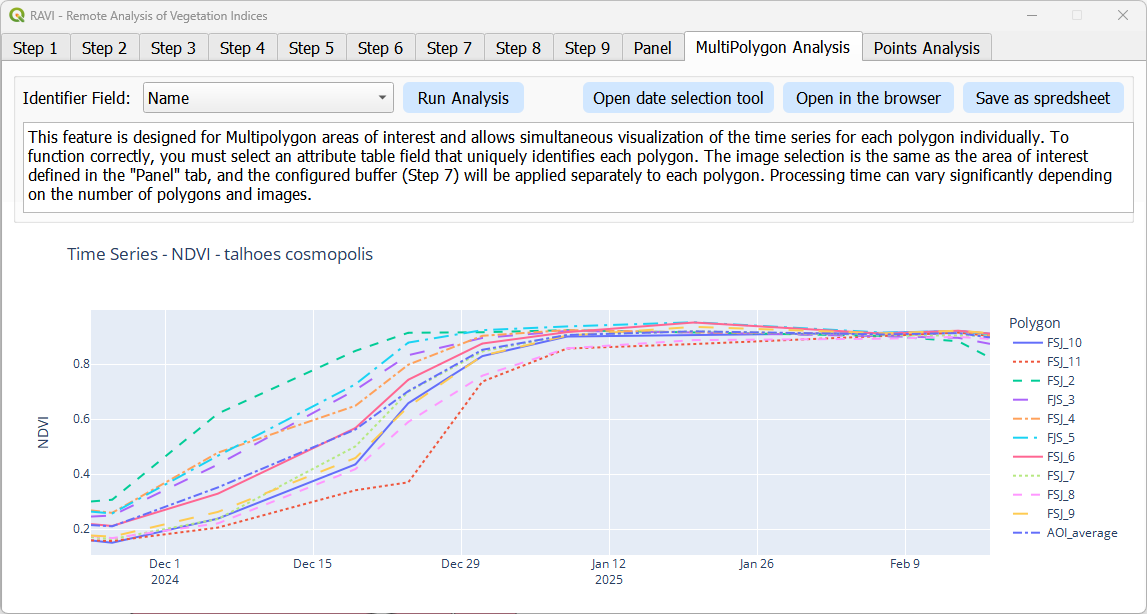 RAVI - Remote Analysis of Vegetation Indices
Step 1 Step 2 Step 3 Step 4 Step 5 Step 6 Step 7 Step 8 Step 9 Panel MultiPolygon Analysis Points Analysis
Identifier Field: Name Run Analysis Open date selection tool Open in the browser Save as spredsheet
This feature is designed for Multipolygon areas of interest and allows simultaneous visualization of the time series for each polygon individually. To
function correctly, you must select an attribute table field that uniquely identifies each polygon. The image selection is the same as the area of interest
defined in the "Panel" tab, and the configured buffer (Step 7) will be applied separately to each polygon. Processing time can vary significantly depending
on the number of polygons and images.
Time Series - NDVI - talhoes cosmopolis
NDVI
0.8
0.6
0.4
0.2
Dec 1 Dec 15 Dec 29 Jan 12 Jan 26 Feb 9
2024 2025
Polygon
FSJ_10
FSJ_11
FSJ_2
FJS_3
FSJ_4
FJS_5
FSJ_6
FSJ_7
FSJ_8
FSJ_9
AOI_average